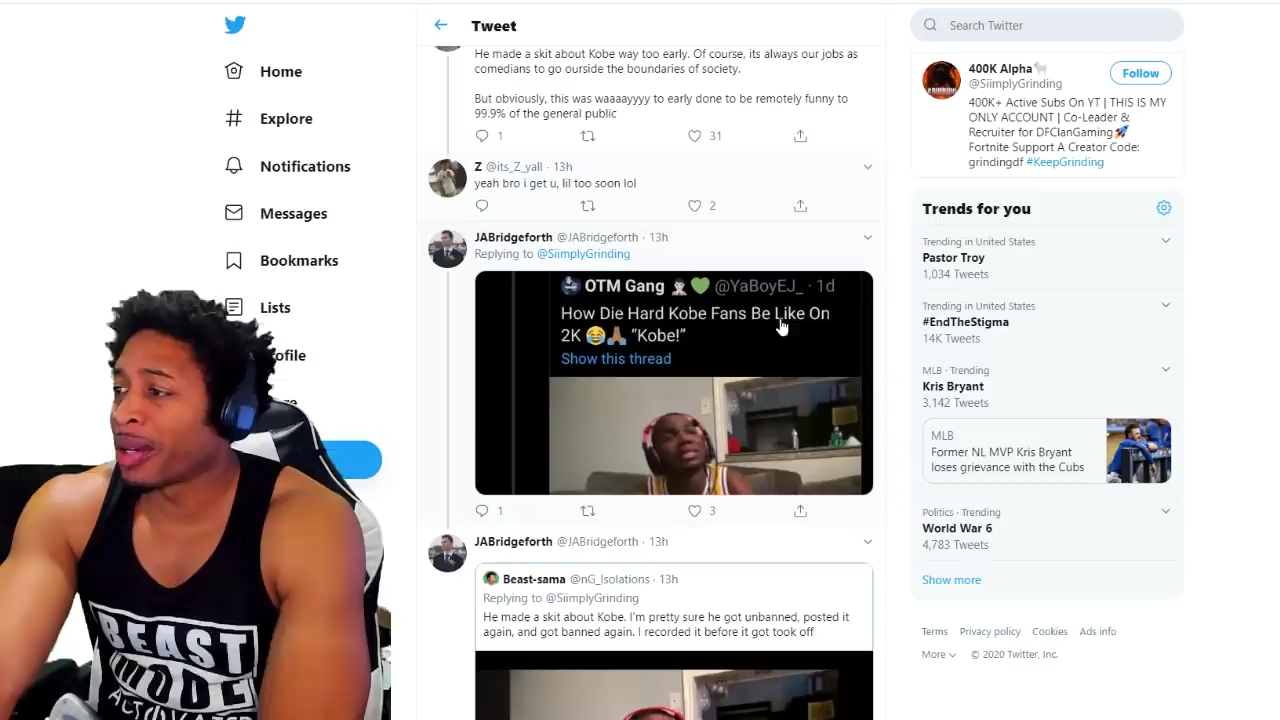 Home
Explore
Notifications
Messages
Bookmarks
Lists
ofile
re
Tweet
He made a skit about Kobe way too early. Of course, its always our jobs as
comedians to go ourside the boundaries of society.
But obviously, this was waaaayyyy to early done to be remotely funny to
99.9% of the general public
1
31
Z @its_Z_yall · 13h
yeah bro i get u, lil too soon lol
2
JABridgeforth @JABridgeforth · 13h
Replying to @SiimplyGrinding
OTM Gang @YaBoyEJ_ · 1d
How Die Hard Kobe Fans Be Like On
2K 😂🙏🏾 “Kobe!”
Show this thread
1
3
JABridgeforth @JABridgeforth · 13h
Beast-sama @nG_Isolations · 13h
Replying to @SiimplyGrinding
He made a skit about Kobe. I'm pretty sure he got unbanned, posted it
again, and got banned again. I recorded it before it got took off
Search Twitter
400K Alpha
@SiimplyGrinding
Follow
400K+ Active Subs On YT | THIS IS MY
ONLY ACCOUNT | Co-Leader &
Recruiter for DFClanGaming🚀
Fortnite Support A Creator Code:
grindingdf #KeepGrinding
Trends for you
Trending in United States
Pastor Troy
1,034 Tweets
Trending in United States
#EndTheStigma
14K Tweets
MLB · Trending
Kris Bryant
3,142 Tweets
MLB
Former NL MVP Kris Bryant
loses grievance with the Cubs
Politics · Trending
World War 6
4,783 Tweets
Show more
Terms Privacy policy Cookies Ads info
More © 2020 Twitter, Inc.
BEAST
MODE
ACTIVATED